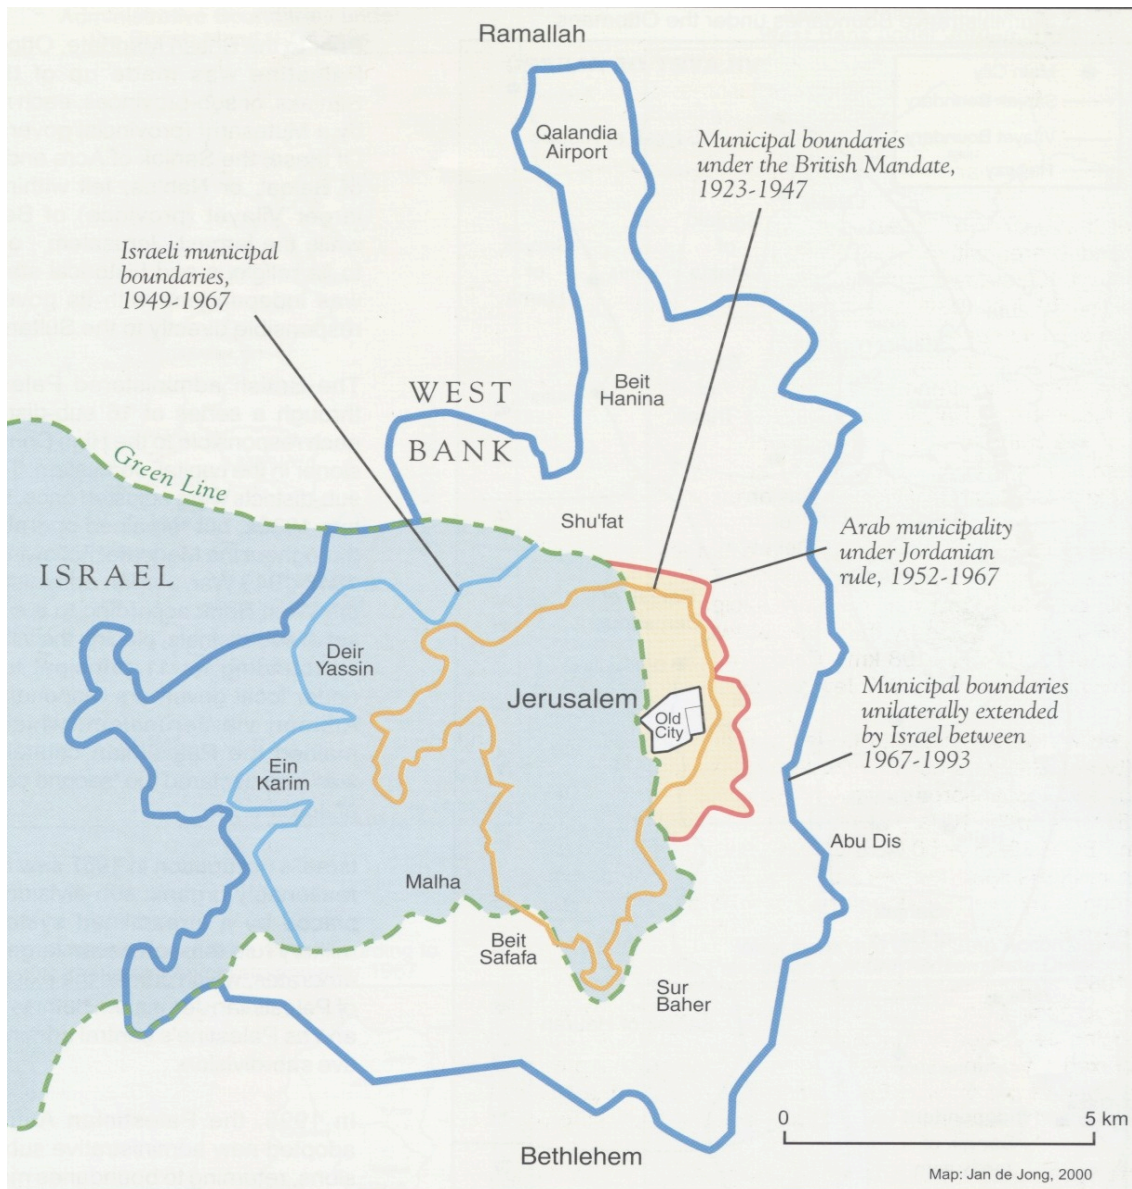 Ramallah
Qalandia
Airport
Municipal boundaries
under the British Mandate,
1923-1947
Israeli municipal
boundaries,
1949-1967
Beit
Hanina
WEST
BANK
Green Line
Shu'fat
Arab municipality
under Jordanian
rule, 1952-1967
ISRAEL
Deir
Yassin
Jerusalem
Old
City
Municipal boundaries
unilaterally extended
by Israel between
1967-1993
Ein
Karim
Abu Dis
Malha
Beit
Safafa
Sur
Baher
0 5 km
Bethlehem
Map: Jan de Jong, 2000